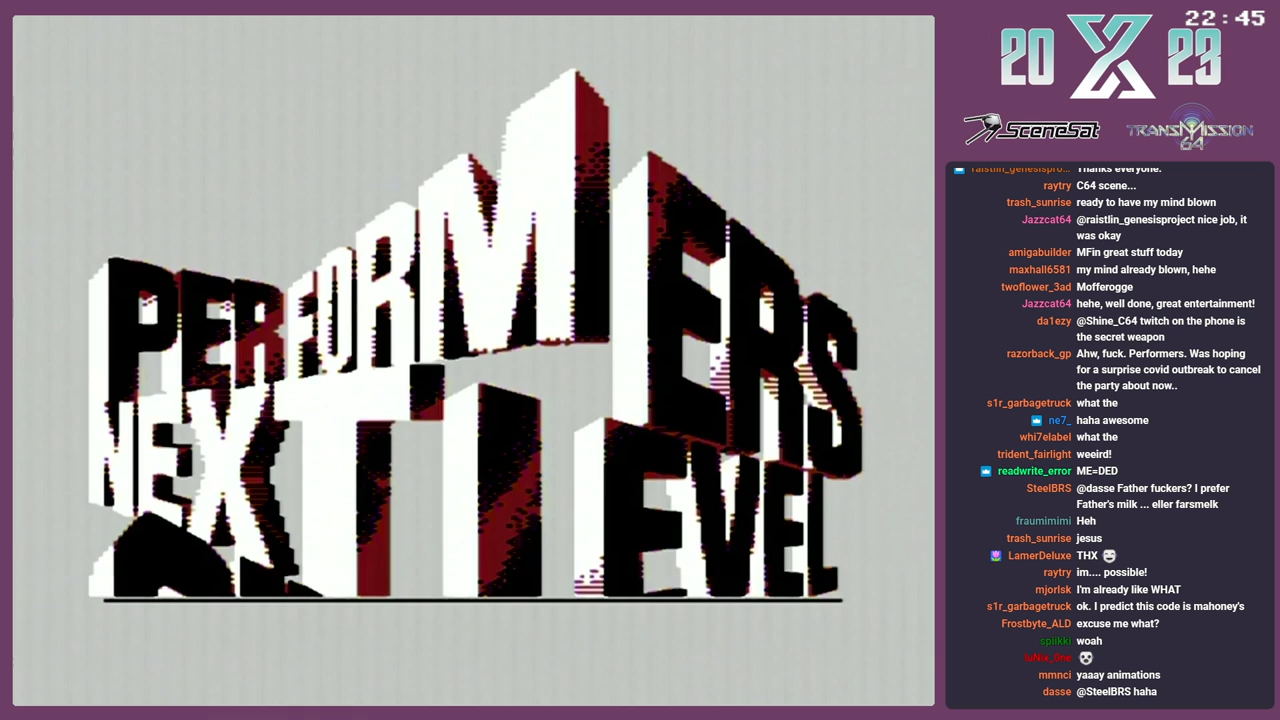 PERFORMERS
NEXT LEVEL
22:45
20 X 23
SceneSat
TRANSMISSION
64
raistlin_genesispro... Thanks everyone.
raytry C64 scene...
trash_sunrise ready to have my mind blown
Jazzcat64 @raistlin_genesisproject nice job, it
was okay
amigabuilder MFin great stuff today
maxhall6581 my mind already blown, hehe
twoflower_3ad Mofferogge
Jazzcat64 hehe, well done, great entertainment!
da1ezy @Shine_C64 twitch on the phone is
the secret weapon
razorback_gp Ahw, fuck. Performers. Was hoping
for a surprise covid outbreak to cancel
the party about now..
s1r_garbagetruck what the
ne7_ haha awesome
whi7elabel what the
trident_fairlight weeird!
readwrite_error ME=DED
SteelBRS @dasse Father fuckers? I prefer
Father's milk ... eller farsmelk
fraumimimi Heh
trash_sunrise jesus
LamerDeluxe THX
raytry im.... possible!
mjorlsk I'm already like WHAT
s1r_garbagetruck ok. I predict this code is mahoney's
Frostbyte_ALD excuse me what?
spiikki woah
luNix_One
mmnci yaaay animations
dasse @SteelBRS haha